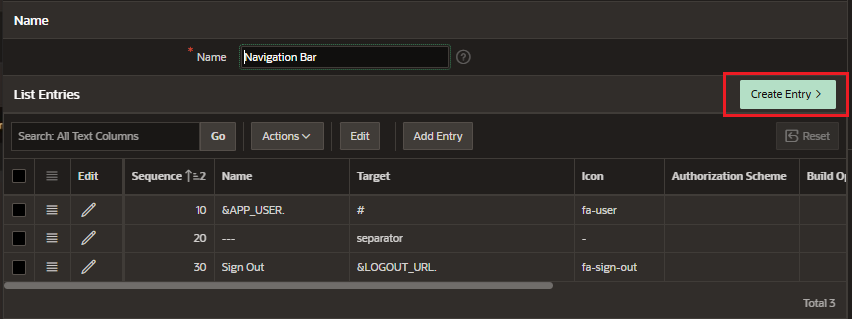 Name
* Name Navigation Bar ?
List Entries Create Entry >
Search: All Text Columns Go Actions Edit Add Entry Reset
Edit Sequence 2 Name Target Icon Authorization Scheme Build Op
10 &APP_USER. # fa-user
20 --- separator -
30 Sign Out &LOGOUT_URL. fa-sign-out
Total 3